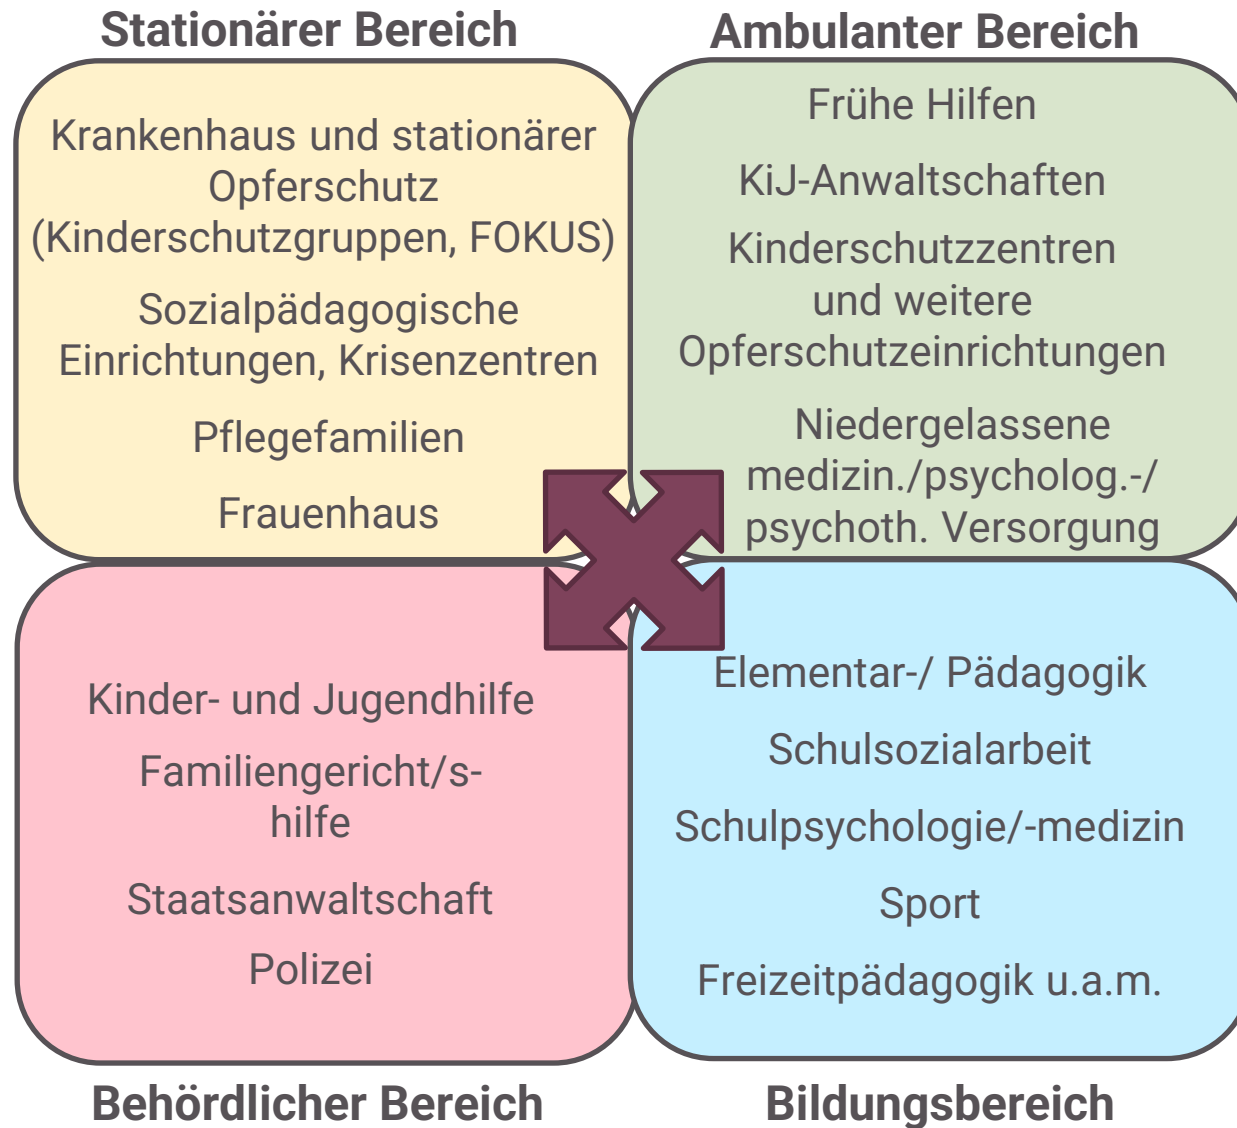 Stationärer Bereich
Krankenhaus und stationärer
Opferschutz
(Kinderschutzgruppen, FOKUS)
Sozialpädagogische
Einrichtungen, Krisenzentren
Pflegefamilien
Frauenhaus
Ambulanter Bereich
Frühe Hilfen
KiJ-Anwaltschaften
Kinderschutzzentren
und weitere
Opferschutzeinrichtungen
Niedergelassene
medizin./psycholog.-/
psychoth. Versorgung
Kinder- und Jugendhilfe
Familiengericht/s-
hilfe
Staatsanwaltschaft
Polizei
Behördlicher Bereich
Elementar-/ Pädagogik
Schulsozialarbeit
Schulpsychologie/-medizin
Sport
Freizeitpädagogik u.a.m.
Bildungsbereich